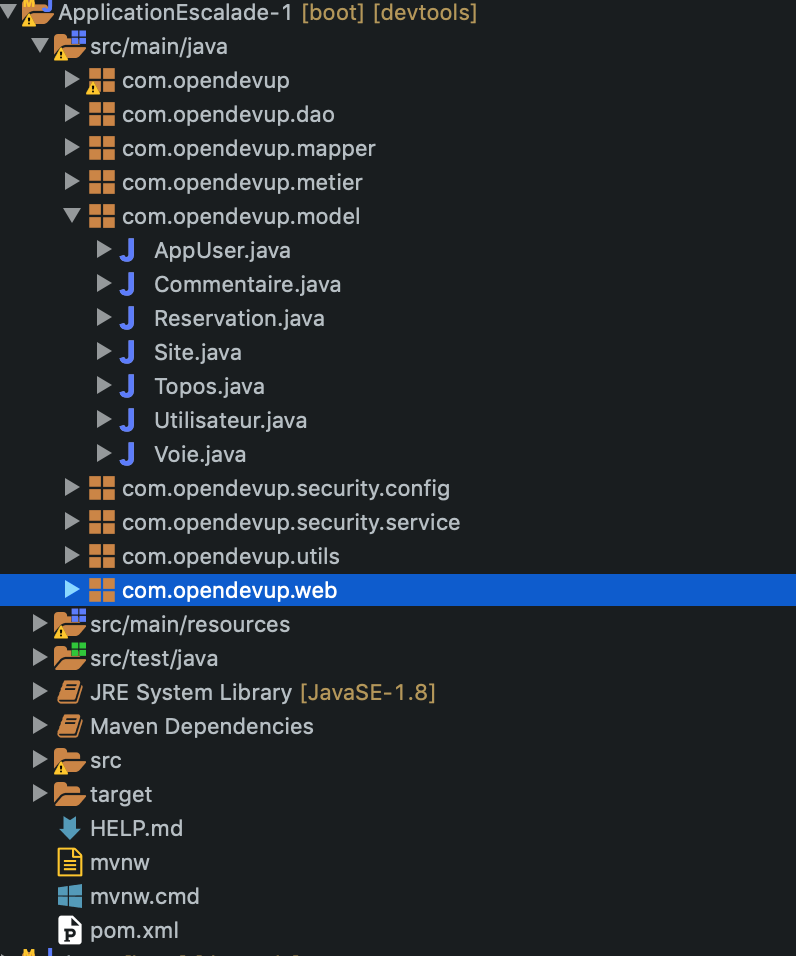 ApplicationEscalade-1 [boot] [devtools]
src/main/java
com.opendevup
com.opendevup.dao
com.opendevup.mapper
com.opendevup.metier
com.opendevup.model
AppUser.java
Commentaire.java
Reservation.java
Site.java
Topos.java
Utilisateur.java
Voie.java
com.opendevup.security.config
com.opendevup.security.service
com.opendevup.utils
com.opendevup.web
src/main/resources
src/test/java
JRE System Library [JavaSE-1.8]
Maven Dependencies
src
target
HELP.md
mvnw
mvnw.cmd
pom.xml